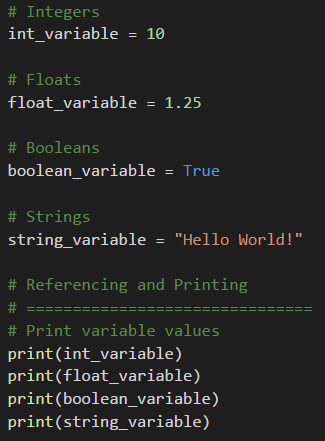 # Integers
int_variable = 10
# Floats
float_variable = 1.25
# Booleans
boolean_variable = True
# Strings
string_variable = "Hello World!"
# Referencing and Printing
# ===============================
# Print variable values
print(int_variable)
print(float_variable)
print(boolean_variable)
print(string_variable)